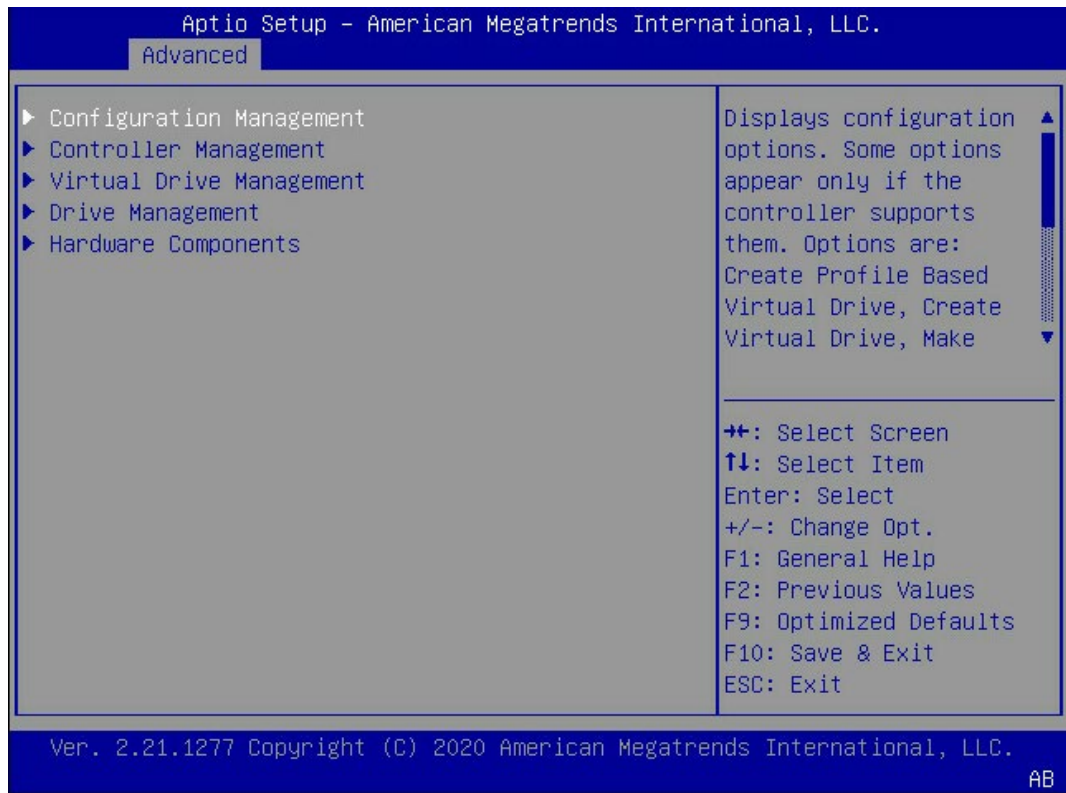 Aptio Setup – American Megatrends International, LLC.
Advanced
▶ Configuration Management
▶ Controller Management
▶ Virtual Drive Management
▶ Drive Management
▶ Hardware Components
Displays configuration
options. Some options
appear only if the
controller supports
them. Options are:
Create Profile Based
Virtual Drive, Create
Virtual Drive, Make
→←: Select Screen
↑↓: Select Item
Enter: Select
+/-: Change Opt.
F1: General Help
F2: Previous Values
F9: Optimized Defaults
F10: Save & Exit
ESC: Exit
Ver. 2.21.1277 Copyright (C) 2020 American Megatrends International, LLC.
AB